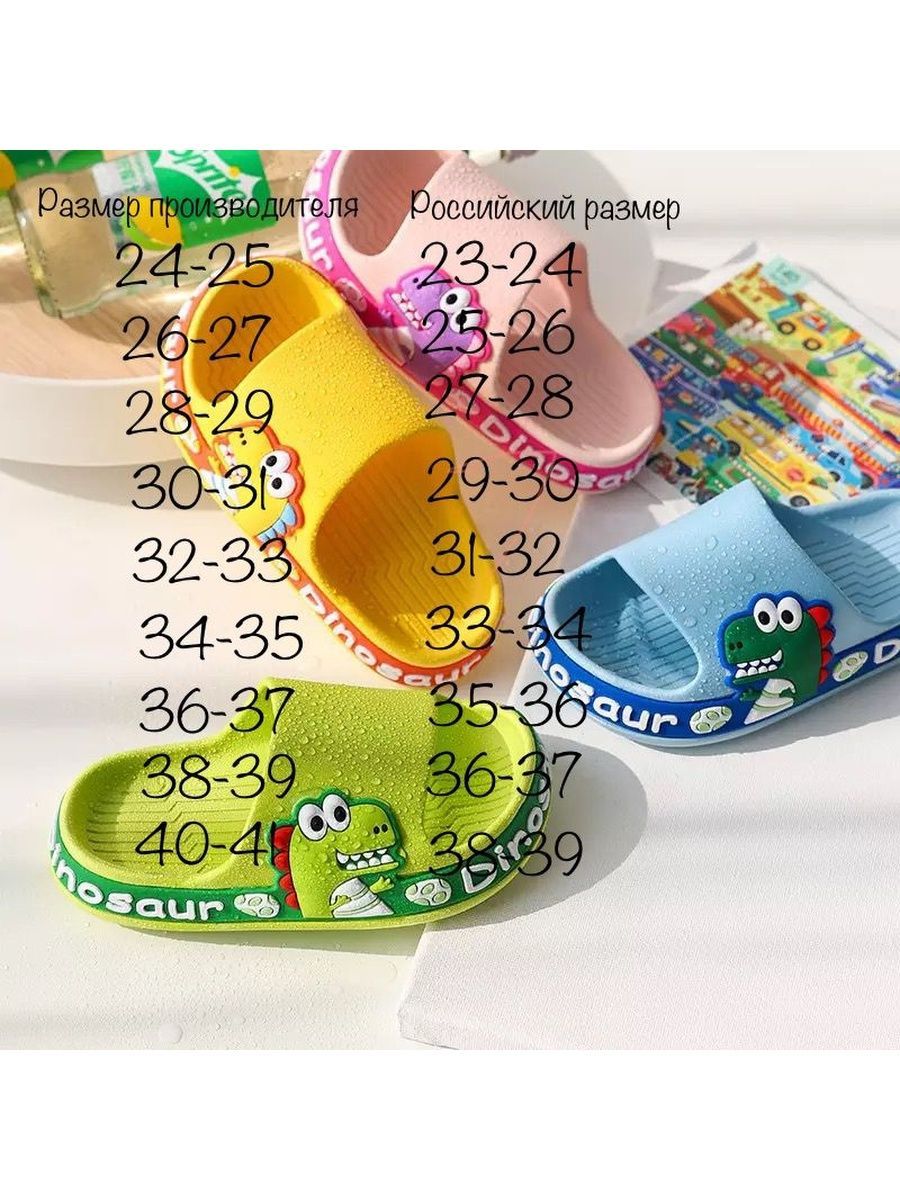 Sprite
Размер производителя Российский размер
24-25 23-24
26-27 25-26
28-29 27-28
30-31 29-30
32-33 31-32
34-35 33-34
36-37 35-36
38-39 36-37
40-41 38-39
Dinosaur
Dinosaur
Dinosaur
Dinosaur